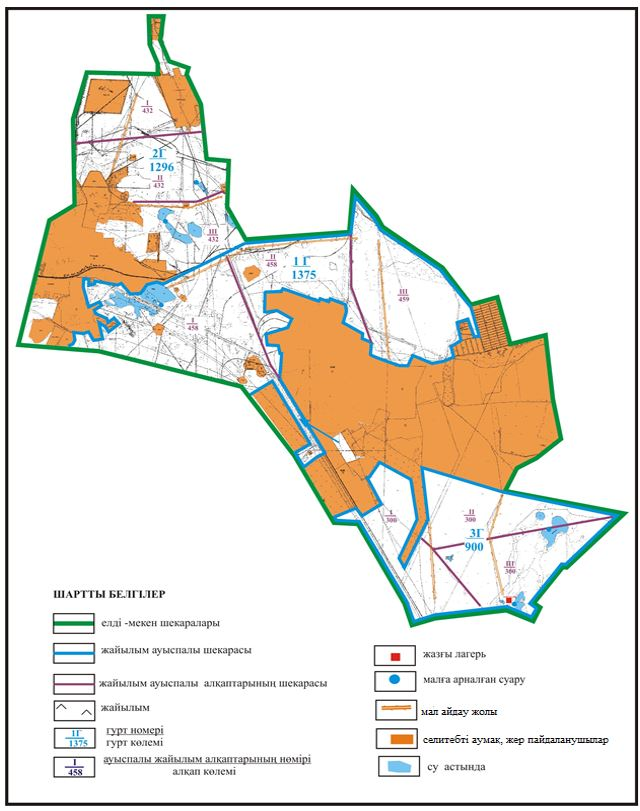 I
432
2Г
1296
II
432
III
432
II
458
1 Г
1375
III
459
I
458
I
300
II
300
3Г
900
III
300
ШАРТТЫ БЕЛГІЛЕР
елді -мекен шекаралары
жайылым ауыспалы шекарасы
жайылым ауыспалы алқаптарының шекарасы
жайылым
1Г
1375
гурт номері
гурт көлемі
I
458
ауыспалы жайылым алқаптарының нөмірі
алқап көлемі
жазғы лагерь
малға арналған суару
мал айдау жолы
селитебті аумак, жер пайдаланушылар
су астында